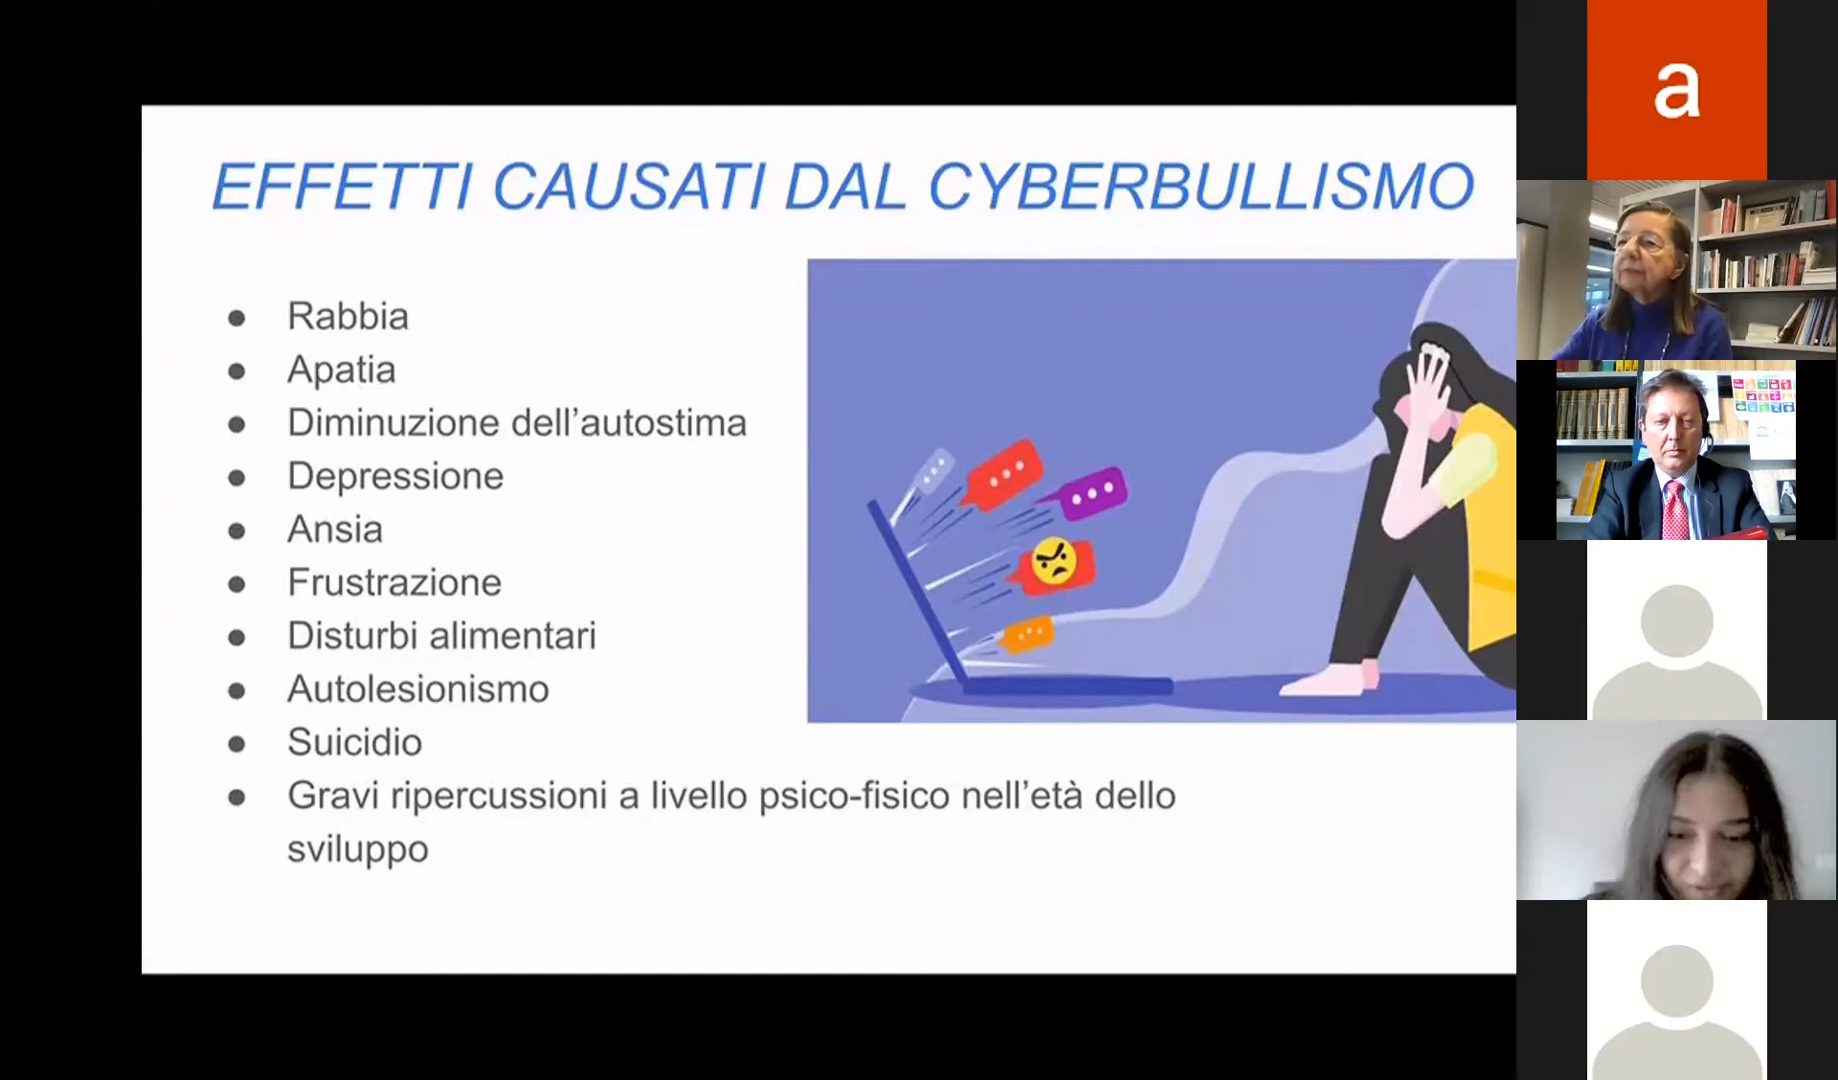 EFFETTI CAUSATI DAL CYBERBULLISMO
● Rabbia
● Apatia
● Diminuzione dell’autostima
● Depressione
● Ansia
● Frustrazione
● Disturbi alimentari
● Autolesionismo
● Suicidio
● Gravi ripercussioni a livello psico-fisico nell’età dello
sviluppo
a